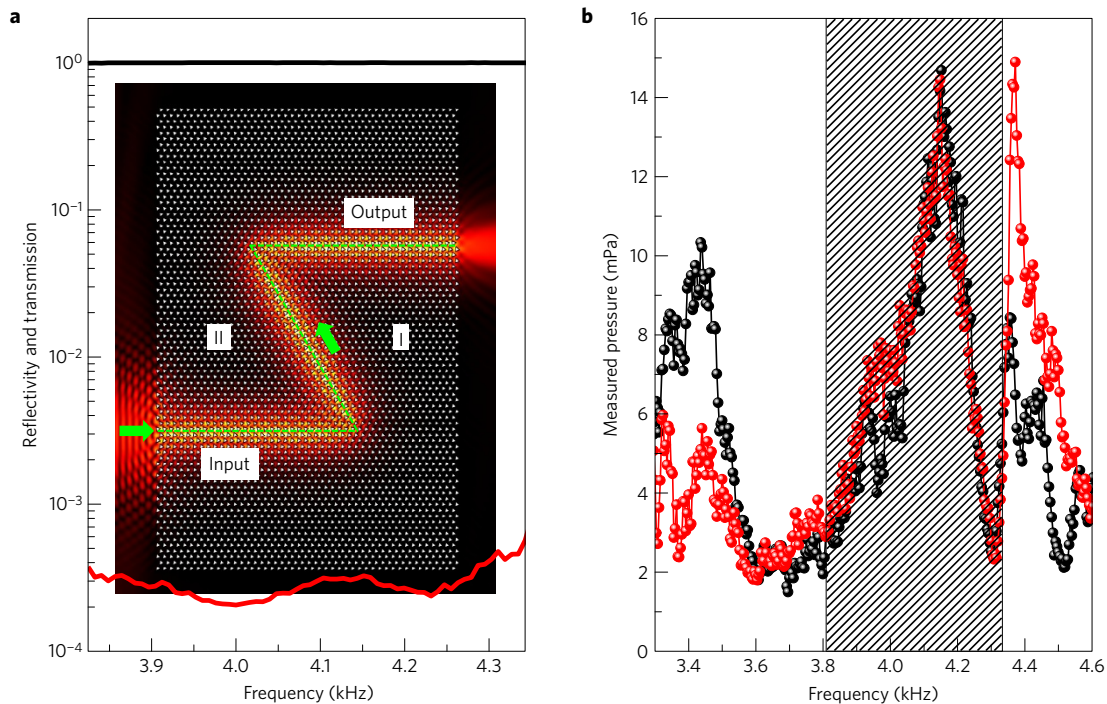 a
Reflectivity and transmission
10⁰
10⁻¹
10⁻²
10⁻³
10⁻⁴
Output
II
I
Input
3.9
4.0
4.1
4.2
4.3
Frequency (kHz)
b
Measured pressure (mPa)
16
14
12
10
8
6
4
2
0
3.4
3.6
3.8
4.0
4.2
4.4
4.6
Frequency (kHz)